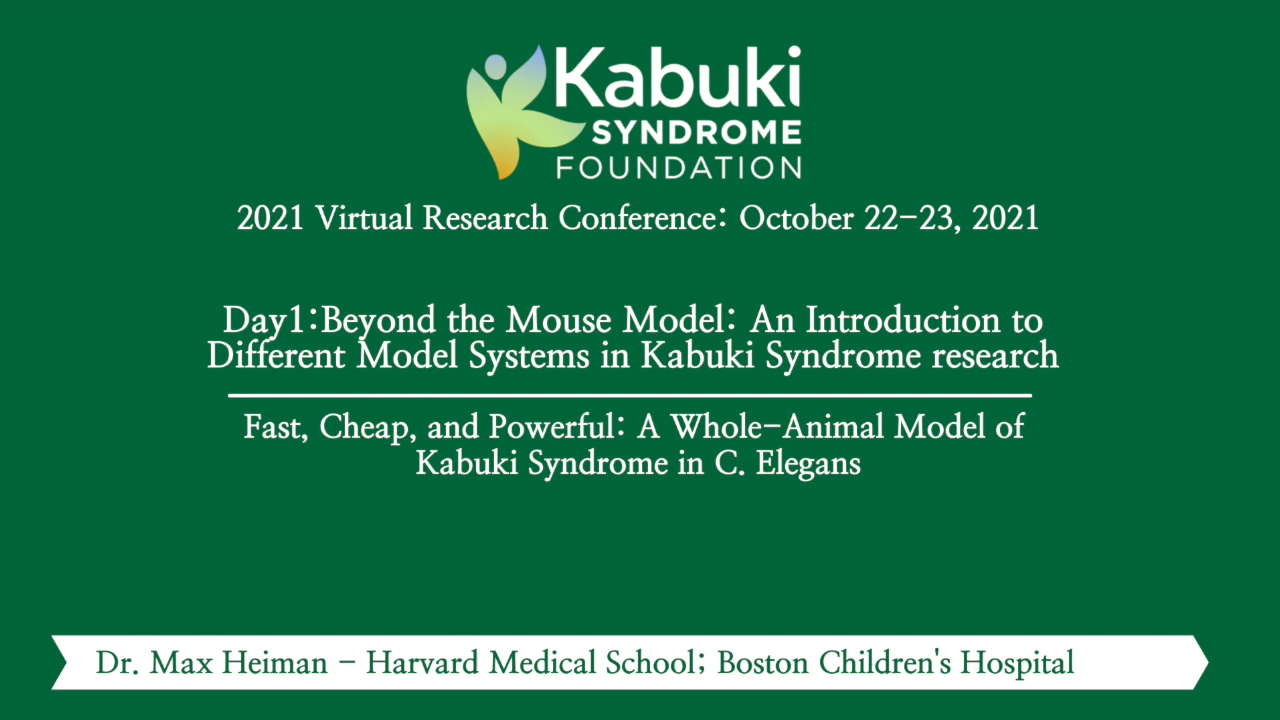 Kabuki
SYNDROME
FOUNDATION
2021 Virtual Research Conference: October 22-23, 2021
Day1:Beyond the Mouse Model: An Introduction to
Different Model Systems in Kabuki Syndrome research
Fast, Cheap, and Powerful: A Whole-Animal Model of
Kabuki Syndrome in C. Elegans
Dr. Max Heiman - Harvard Medical School; Boston Children's Hospital